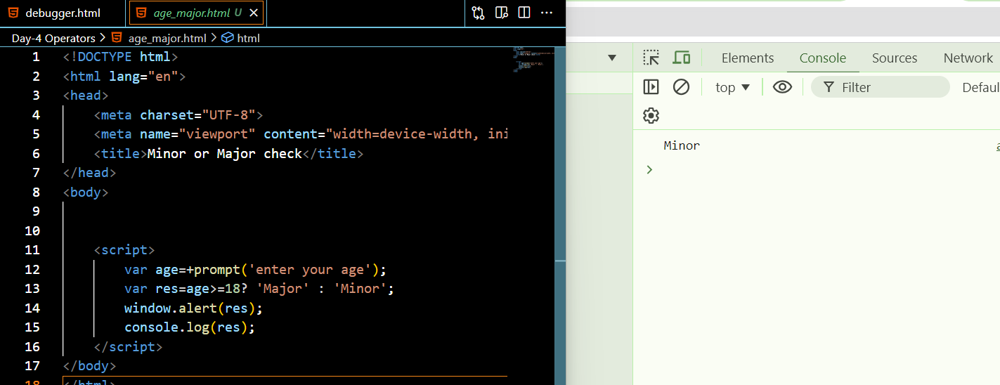 debugger.html
age_major.html U
Day-4 Operators > age_major.html > html
1 <!DOCTYPE html>
2 <html lang="en">
3 <head>
4     <meta charset="UTF-8">
5     <meta name="viewport" content="width=device-width, ini
6     <title>Minor or Major check</title>
7 </head>
8 <body>
9
10
11     <script>
12         var age=+prompt('enter your age');
13         var res=age>=18? 'Major' : 'Minor';
14         window.alert(res);
15         console.log(res);
16     </script>
17 </body>
18 </html>
Elements Console Sources Network
top Filter Defaul
Minor a
>